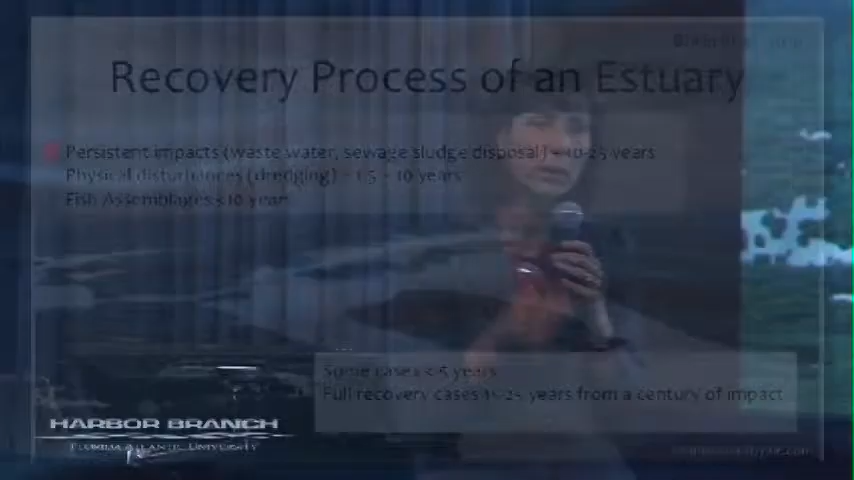 Recovery Process of an Estuary
Persistent impacts (waste water, sewage sludge disposal) - 10-25 years
Physical disturbances (dredging) - 1.5 - 10 years
Fish Assemblages <10 years
Some cases < 5 years
Full recovery cases 15-25 years from a century of impact
HARBOR BRANCH
FLORIDA ATLANTIC UNIVERSITY